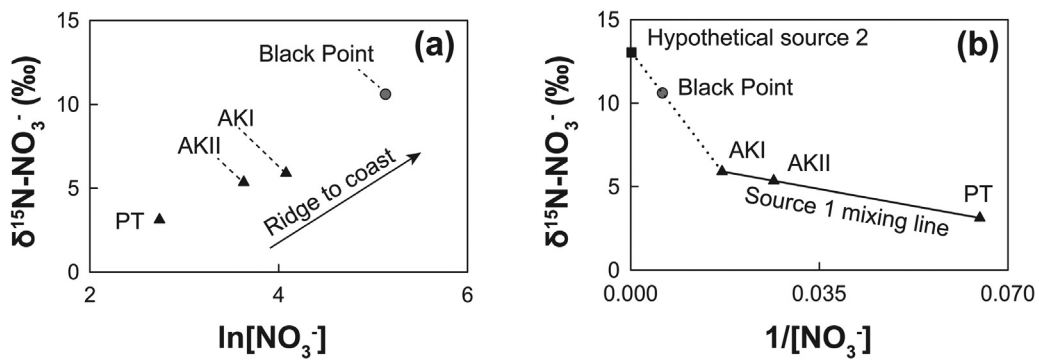 (a)
δ¹⁵N-NO₃⁻ (‰)
15
10
5
0
Black Point
AKI
AKII
PT
Ridge to coast
2
4
6
ln[NO₃⁻]
(b)
δ¹⁵N-NO₃⁻ (‰)
15
10
5
0
Hypothetical source 2
Black Point
AKI
AKII
PT
Source 1 mixing line
0.000
0.035
0.070
1/[NO₃⁻]